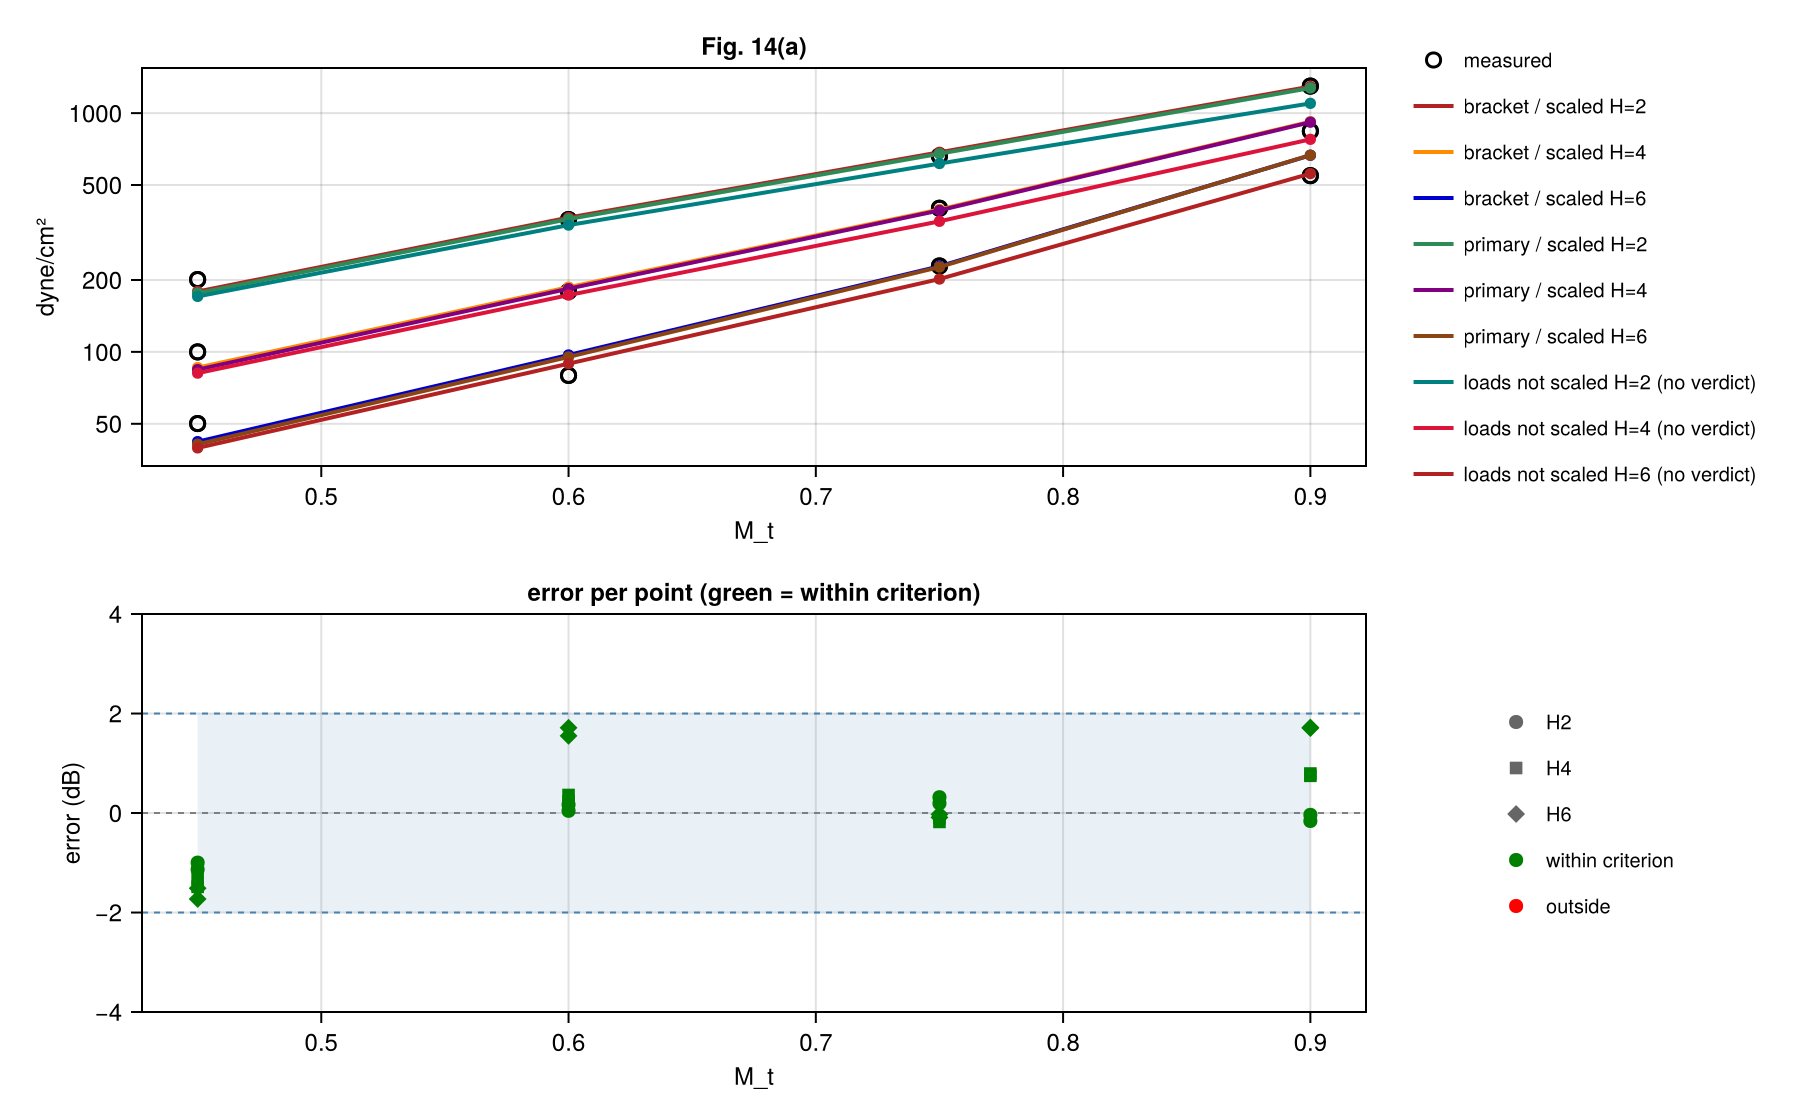 Fig. 14(a)
dyne/cm²
1000
500
200
100
50
0.5
0.6
0.7
0.8
0.9
M_t
measured
bracket / scaled H=2
bracket / scaled H=4
bracket / scaled H=6
primary / scaled H=2
primary / scaled H=4
primary / scaled H=6
loads not scaled H=2 (no verdict)
loads not scaled H=4 (no verdict)
loads not scaled H=6 (no verdict)
error per point (green = within criterion)
error (dB)
4
2
0
−2
−4
0.5
0.6
0.7
0.8
0.9
M_t
H2
H4
H6
within criterion
outside